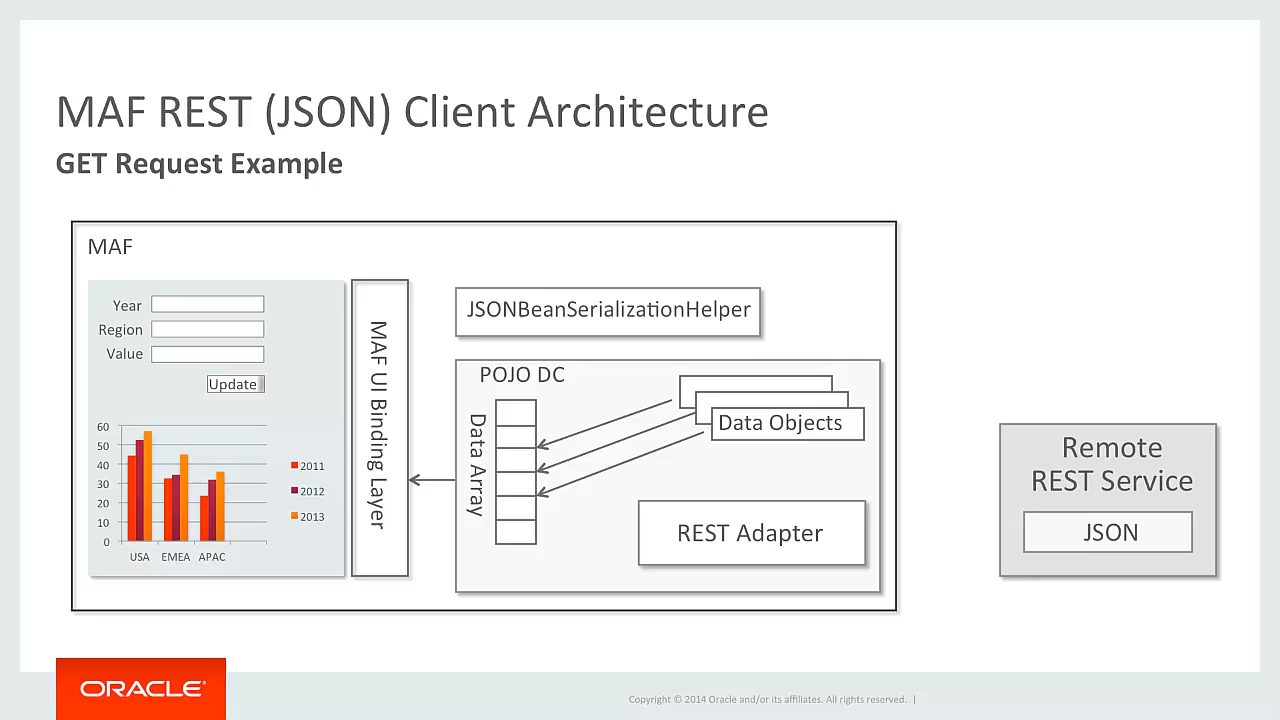 MAF REST (JSON) Client Architecture
GET Request Example
MAF
Year
Region
Value
Update
60
50
40
30
20
10
0
USA EMEA APAC
2011
2012
2013
MAF UI Binding Layer
JSONBeanSerializationHelper
POJO DC
Data Array
Data Objects
REST Adapter
Remote
REST Service
JSON
ORACLE®
Copyright © 2014 Oracle and/or its affiliates. All rights reserved. |